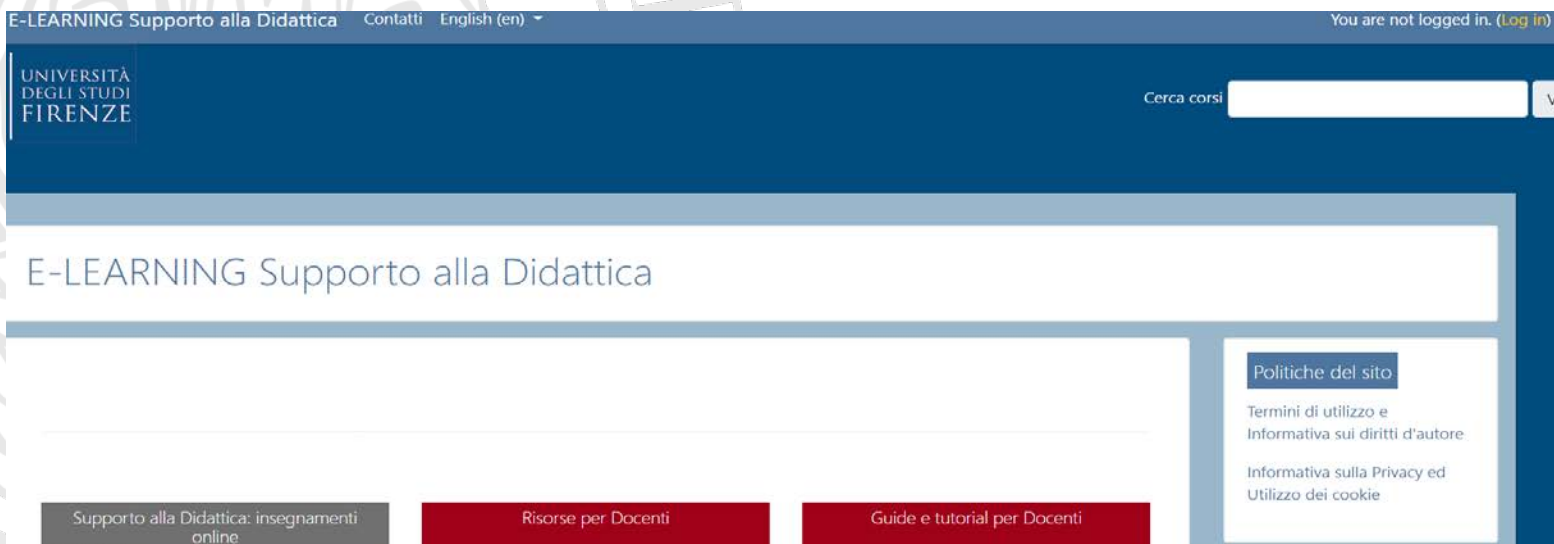 E-LEARNING Supporto alla Didattica Contatti English (en)
You are not logged in. (Log in)
UNIVERSITÀ
DEGLI STUDI
FIRENZE
Cerca corsi
E-LEARNING Supporto alla Didattica
Politiche del sito
Termini di utilizzo e
Informativa sui diritti d'autore
Informativa sulla Privacy ed
Utilizzo dei cookie
Supporto alla Didattica: insegnamenti
online
Risorse per Docenti
Guide e tutorial per Docenti